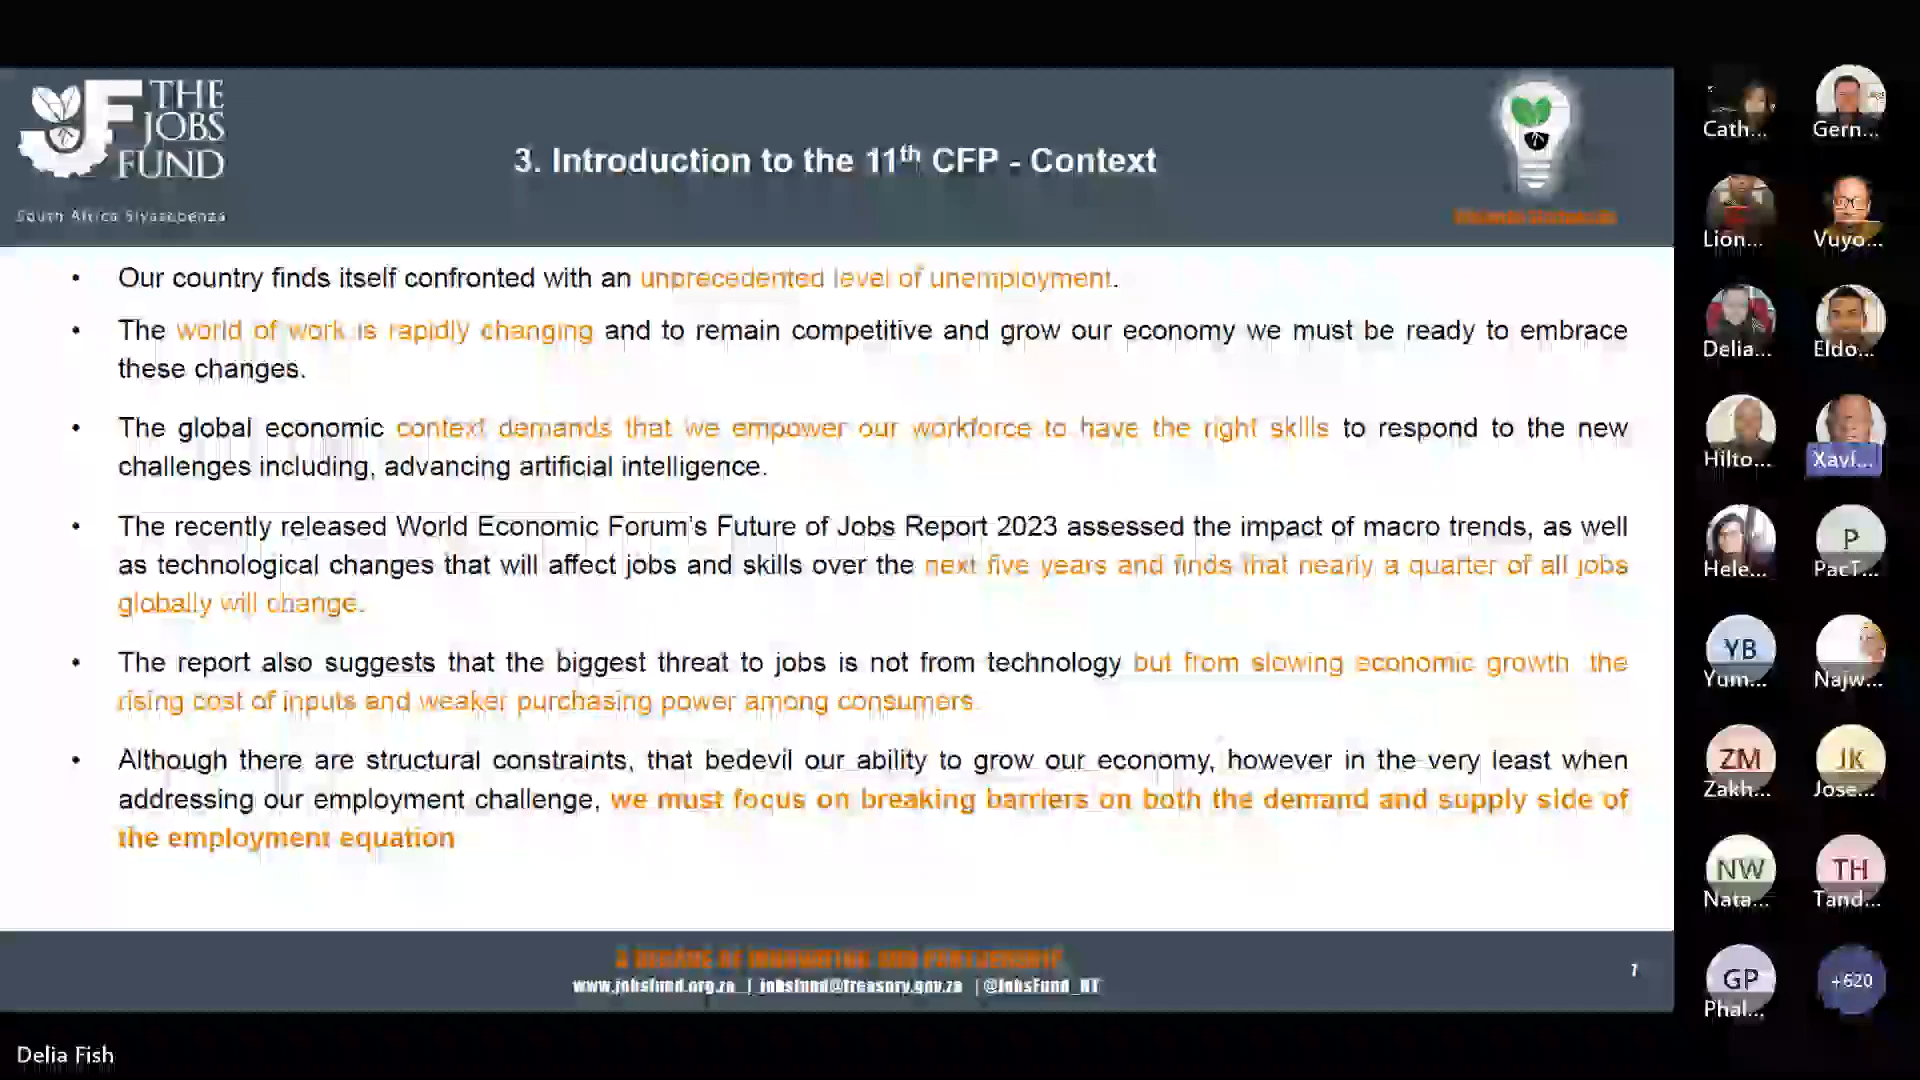 THE
JOBS
FUND
South Africa Siyasebenza
3. Introduction to the 11th CFP - Context
• Our country finds itself confronted with an unprecedented level of unemployment.
• The world of work is rapidly changing and to remain competitive and grow our economy we must be ready to embrace
these changes.
• The global economic context demands that we empower our workforce to have the right skills to respond to the new
challenges including, advancing artificial intelligence.
• The recently released World Economic Forum’s Future of Jobs Report 2023 assessed the impact of macro trends, as well
as technological changes that will affect jobs and skills over the next five years and finds that nearly a quarter of all jobs
globally will change.
• The report also suggests that the biggest threat to jobs is not from technology but from slowing economic growth the
rising cost of inputs and weaker purchasing power among consumers.
• Although there are structural constraints, that bedevil our ability to grow our economy, however in the very least when
addressing our employment challenge, we must focus on breaking barriers on both the demand and supply side of
the employment equation
A DECADE OF INNOVATION AND PARTNERSHIP
www.jobsfund.org.za | jobsfund@treasury.gov.za | @JobsFund_NT
7
Delia Fish
Cath...
Gern...
Lion...
Vuyo...
Delia...
Eldo...
Hilto...
Xavi...
Hele...
P
PacT...
YB
Yum...
Najw...
ZM
Zakh...
JK
Jose...
NW
Nata...
TH
Tand...
GP
Phal...
+620